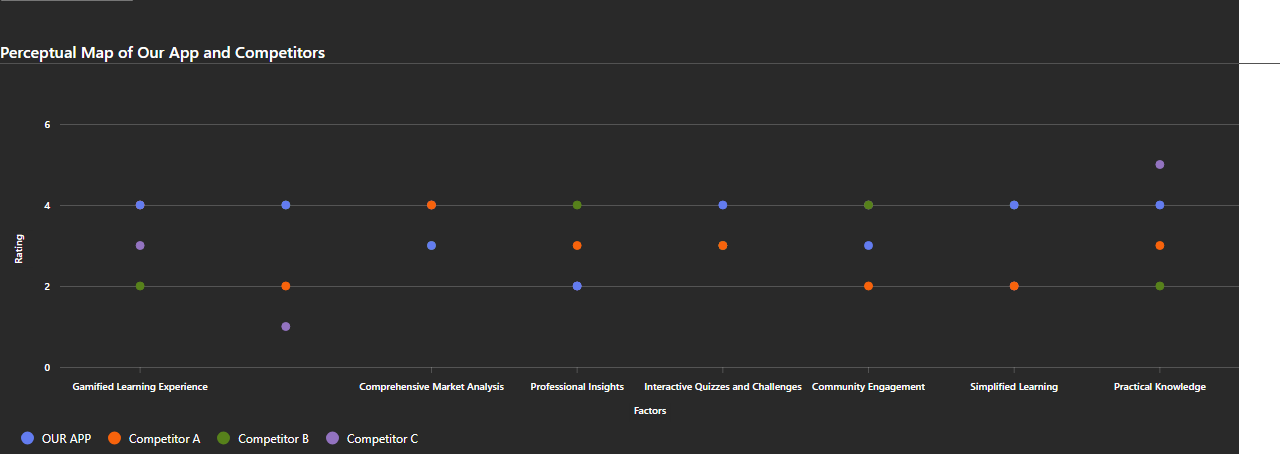 Perceptual Map of Our App and Competitors
6
4
2
0
Rating
Gamified Learning Experience Comprehensive Market Analysis Professional Insights Interactive Quizzes and Challenges Community Engagement Simplified Learning Practical Knowledge
Factors
OUR APP Competitor A Competitor B Competitor C